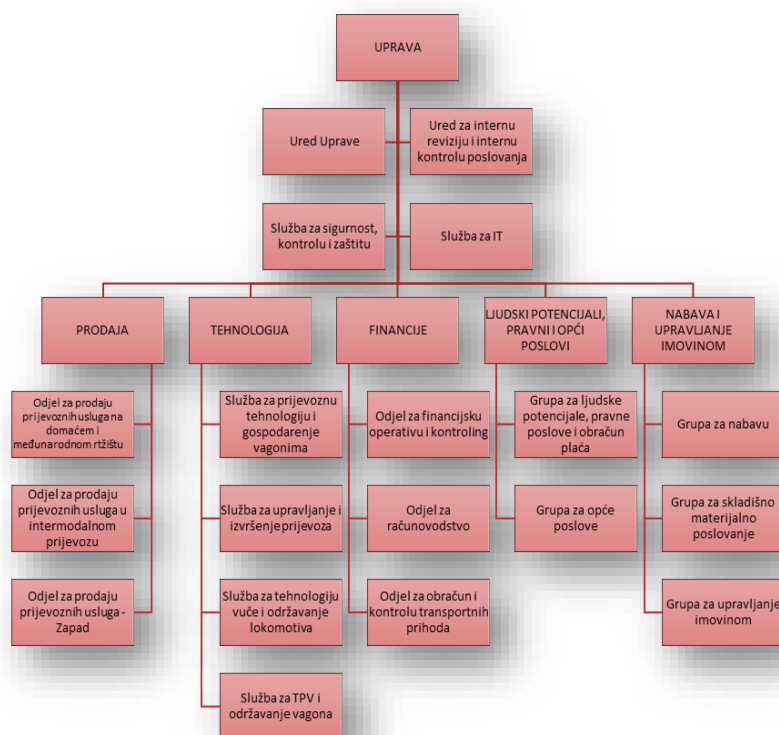 UPRAVA
Ured Uprave
Ured za internu
reviziju i internu
kontrolu poslovanja
Služba za sigurnost,
kontrolu i zaštitu
Služba za IT
PRODAJA
TEHNOLOGIJA
FINANCIJE
LJUDSKI POTENCIJALI,
PRAVNI I OPĆI
POSLOVI
NABAVA I
UPRAVLJANJE
IMOVINOM
Odjel za prodaju
prijevoznih usluga na
domaćem i
međunarodnom rtžištu
Odjel za prodaju
prijevoznih usluga u
intermodalnom
prijevozu
Odjel za prodaju
prijevoznih usluga -
Zapad
Služba za prijevoznu
tehnologiju i
gospodarenje
vagonima
Služba za upravljanje i
izvršenje prijevoza
Služba za tehnologiju
vuče i održavanje
lokomotiva
Služba za TPV i
održavanje vagona
Odjel za financijsku
operativu i kontroling
Odjel za
računovodstvo
Odjel za obračun i
kontrolu transportnih
prihoda
Grupa za ljudske
potencijale, pravne
poslove i obračun
plaća
Grupa za opće
poslove
Grupa za nabavu
Grupa za skladišno
materijalno
poslovanje
Grupa za upravljanje
imovinom